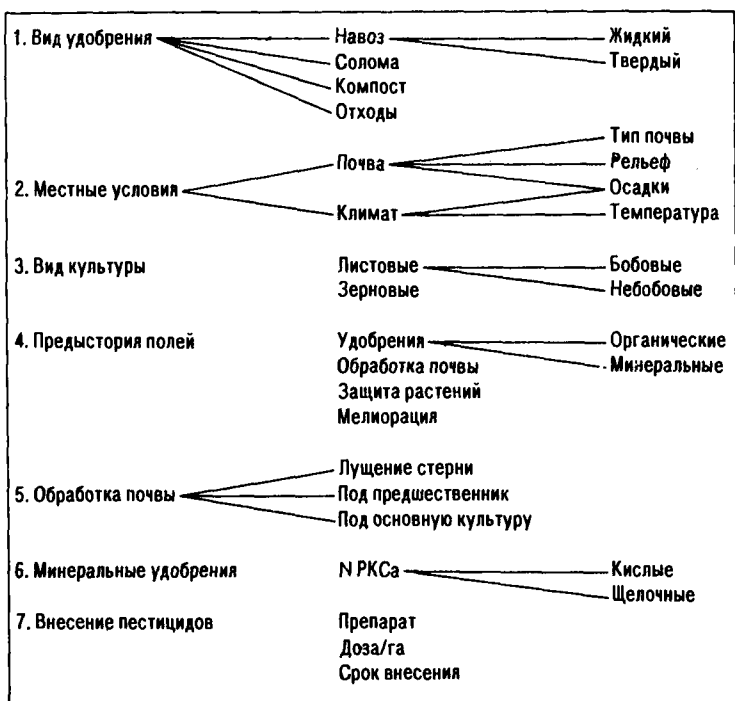 1. Вид удобрения Навоз Жидкий
Солома Твердый
Компост
Отходы
Тип почвы
Почва Рельеф
2. Местные условия Осадки
Климат Температура
3. Вид культуры Листовые Бобовые
Зерновые Небобовые
4. Предыстория полей Удобрения Органические
Обработка почвы Минеральные
Защита растений
Мелиорация
Лущение стерни
5. Обработка почвы Под предшественник
Под основную культуру
6. Минеральные удобрения N PKCa Кислые
Щелочные
7. Внесение пестицидов Препарат
Доза/га
Срок внесения